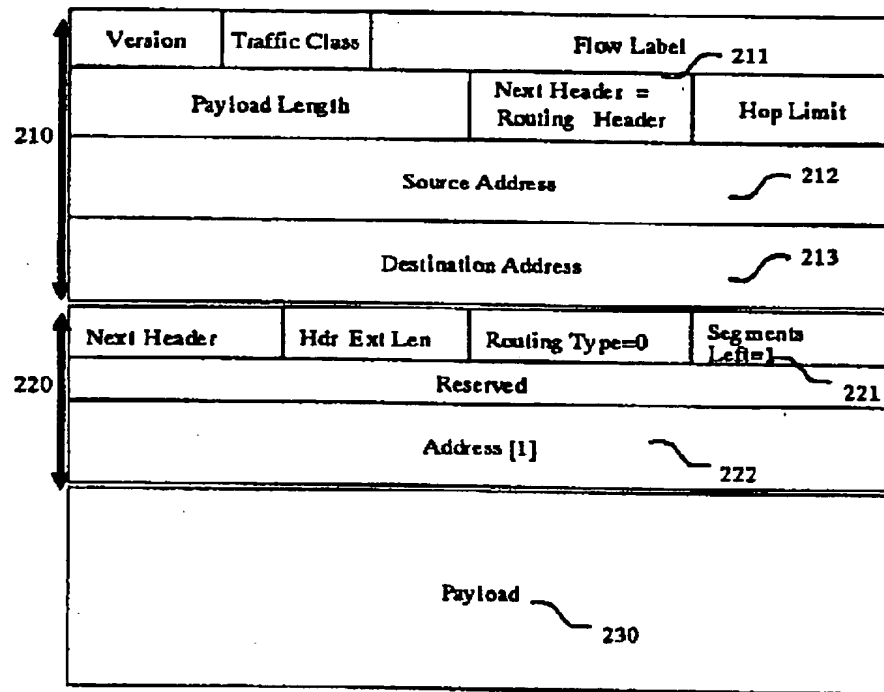 Version Traffic Class Flow Label 211
Payload Length Next Header = Routing Header Hop Limit
210
Source Address 212
Destination Address 213
Next Header Hdr Ext Len Routing Type=0 Segments Left=1
220 221
Reserved
Address [1]
222
Payload
230